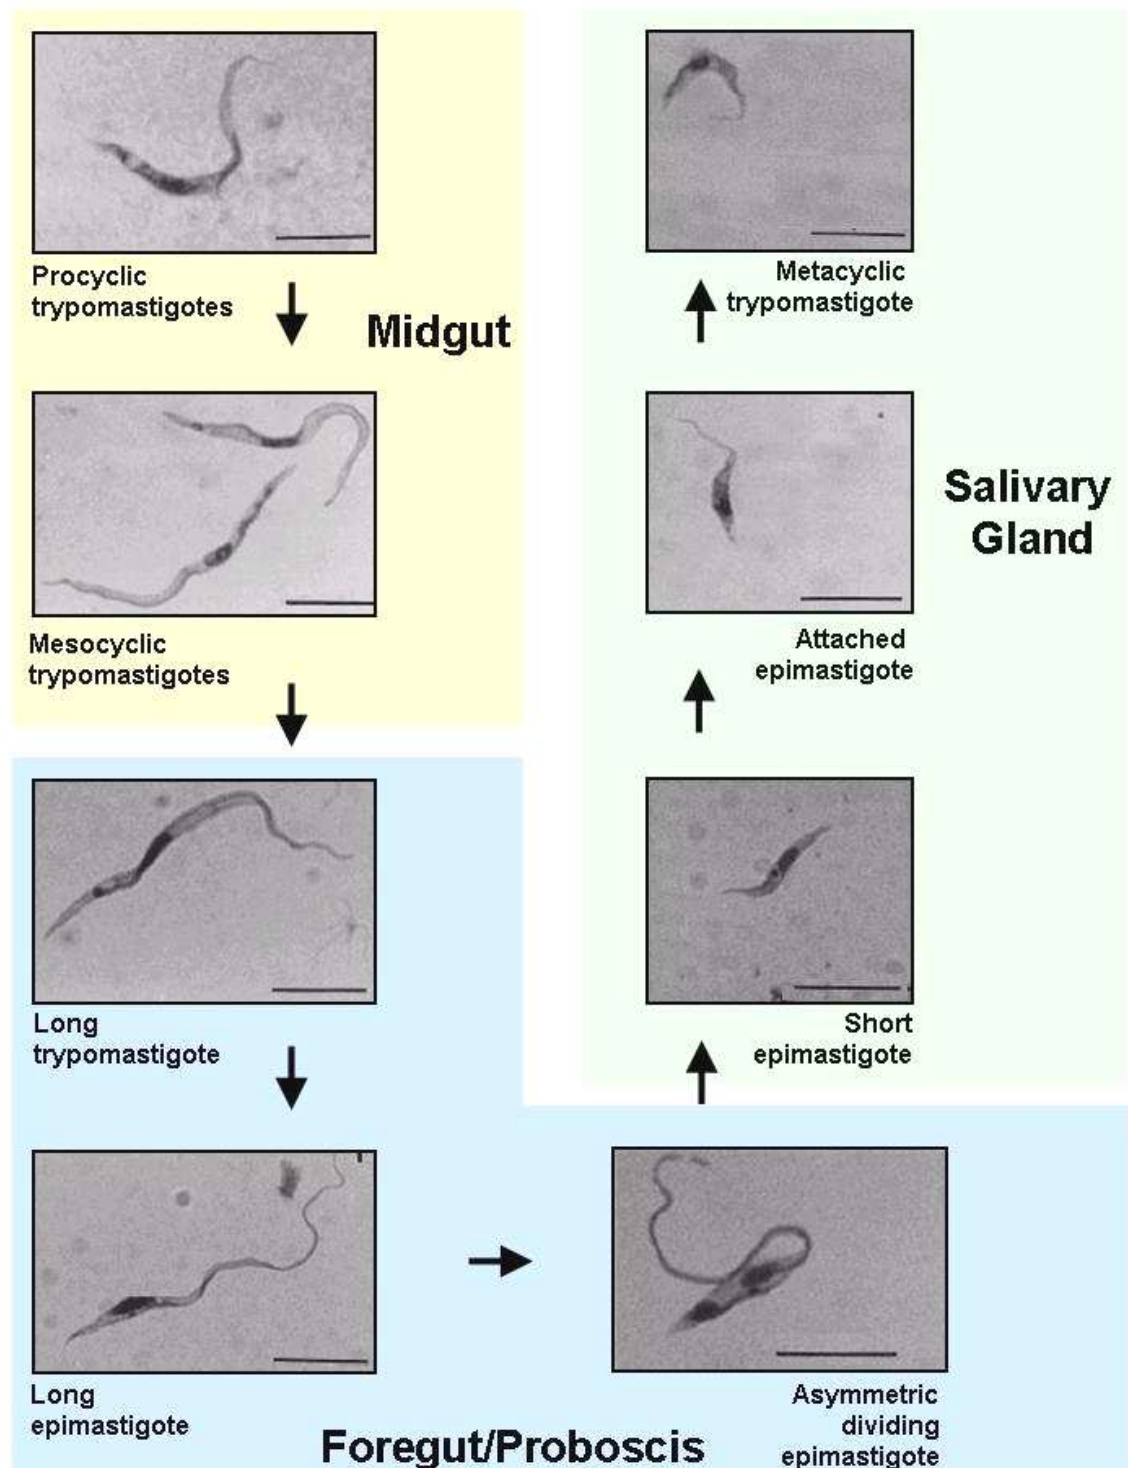 Procyclic
trypomastigotes
Midgut
Mesocyclic
trypomastigotes
Long
trypomastigote
Long
epimastigote
Foregut/Proboscis
Asymmetric
dividing
epimastigote
Short
epimastigote
Attached
epimastigote
Salivary
Gland
Metacyclic
trypomastigote